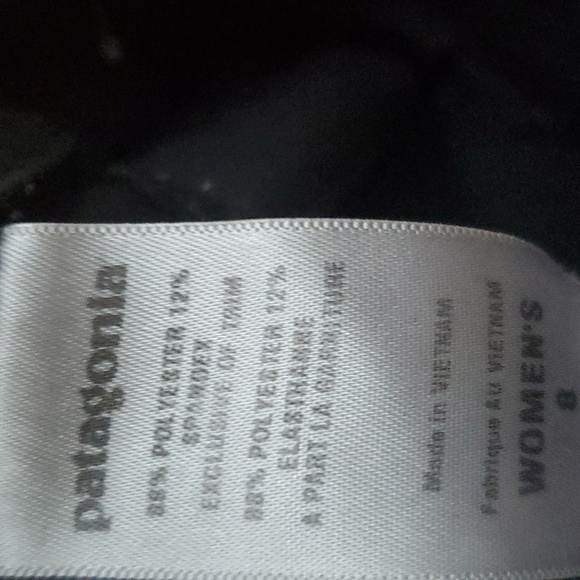 patagonia
88% POLYESTER 12%
SPANDEX
EXCLUSIVE OF TRIM
88% POLYESTER 12%
ELASTHANNE
A PART LA GARNITURE
Made in VIETNAM
Fabriqué AU VIETNAM
WOMEN'S
8